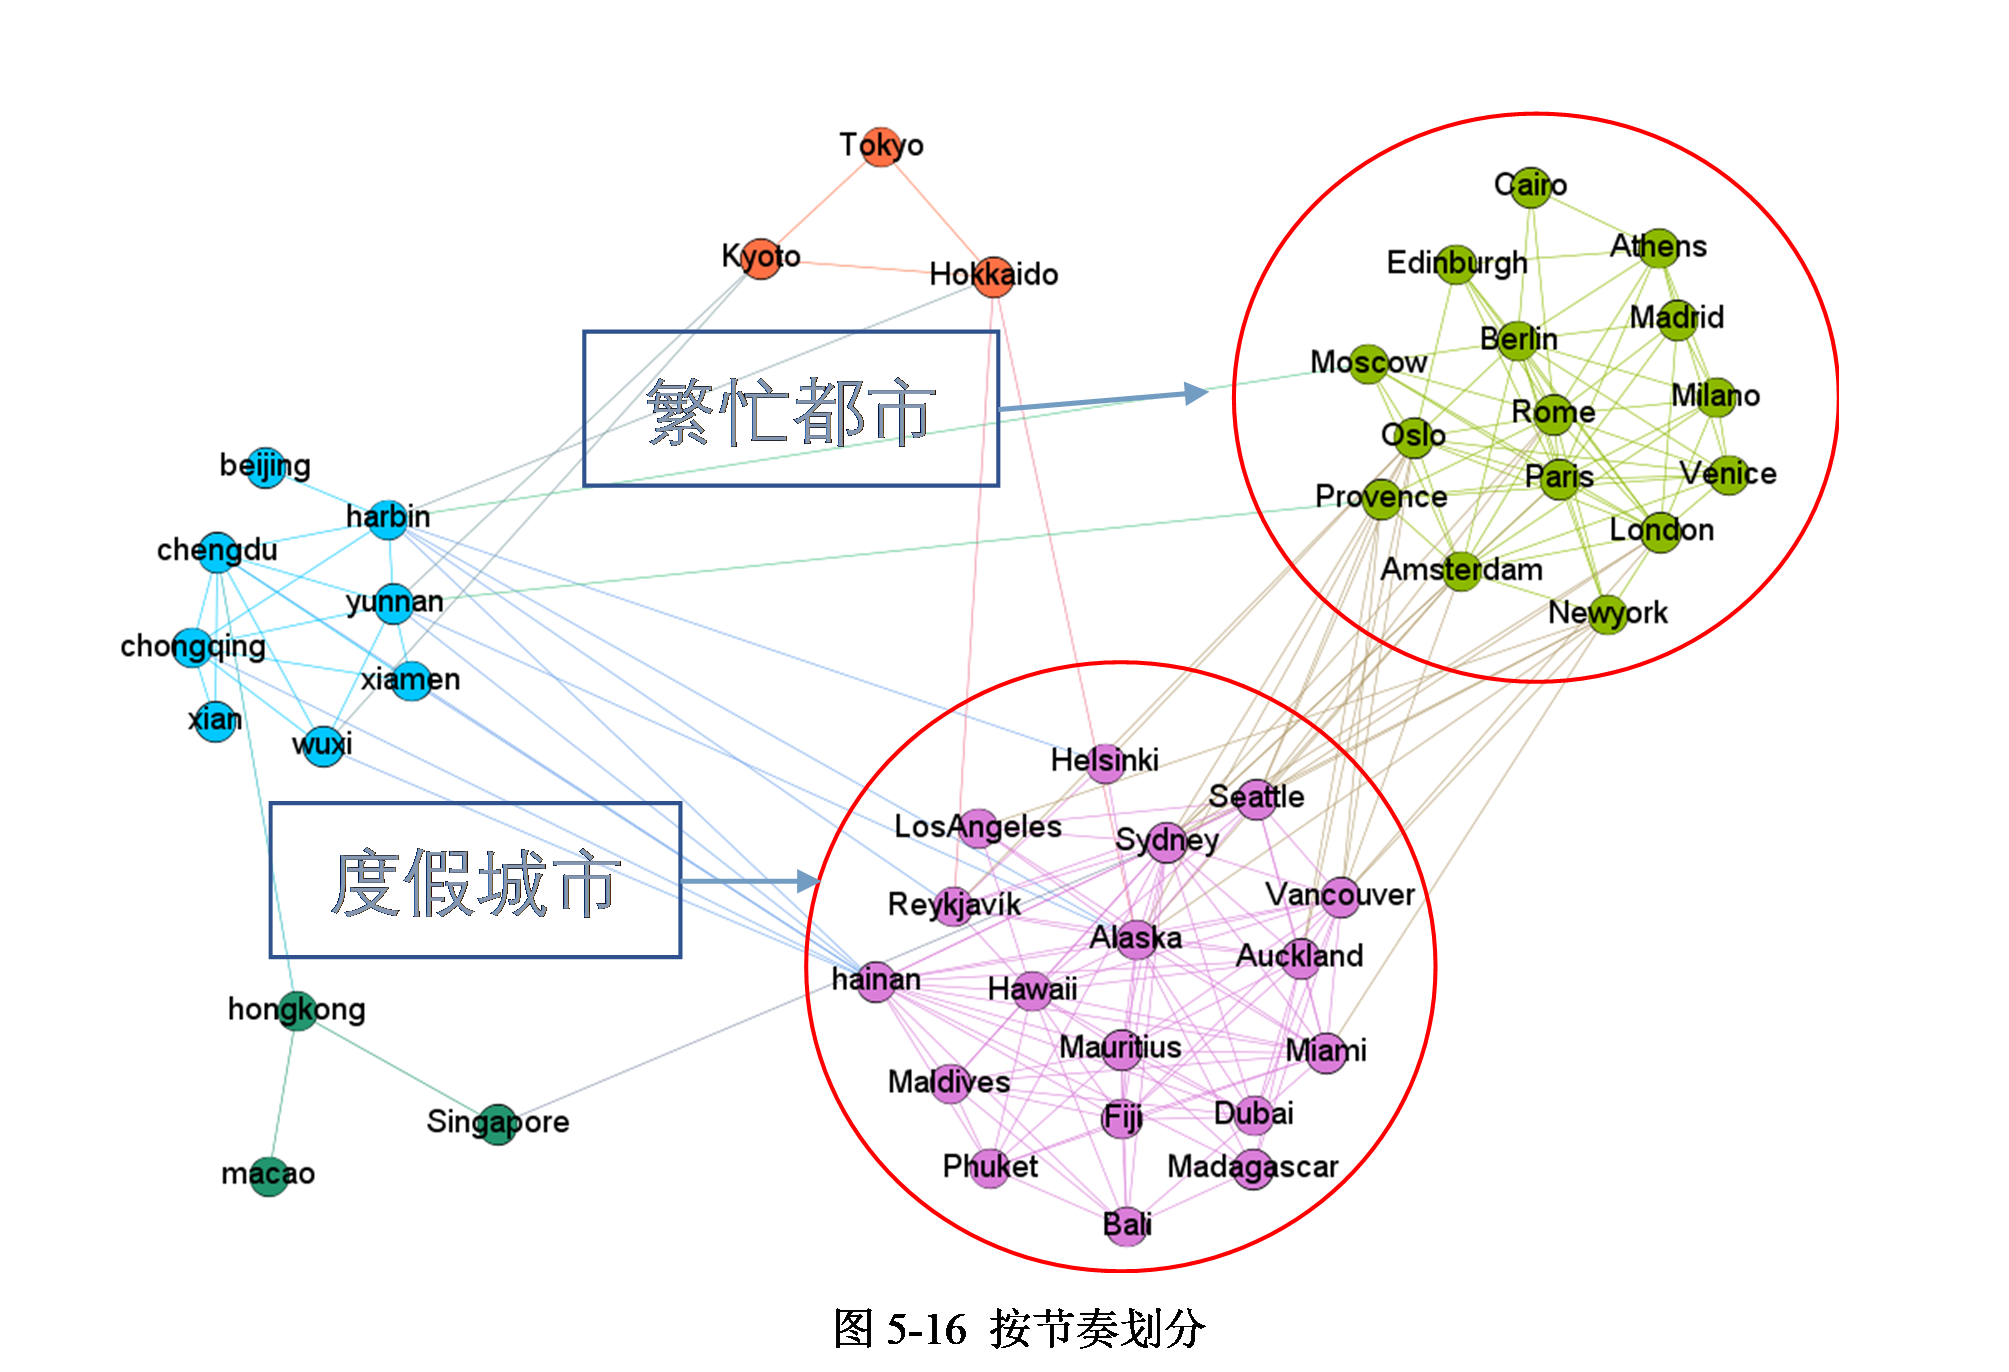 Tokyo
Cairo
Kyoto
Hokkaido
Edinburgh
Athens
Madrid
Berlin
Moscow
繁忙都市
Milano
Rome
Oslo
beijing
Paris
Venice
Provence
harbin
London
chengdu
Amsterdam
yunnan
Newyork
chongqing
xiamen
xian
wuxi
Helsinki
Seattle
LosAngeles
Sydney
度假城市
Vancouver
Reykjavík
Alaska
Auckland
hainan
Hawaii
hongkong
Mauritius
Miami
Maldives
Singapore
Fiji
Dubai
macao
Phuket
Madagascar
Bali
图 5-16 按节奏划分